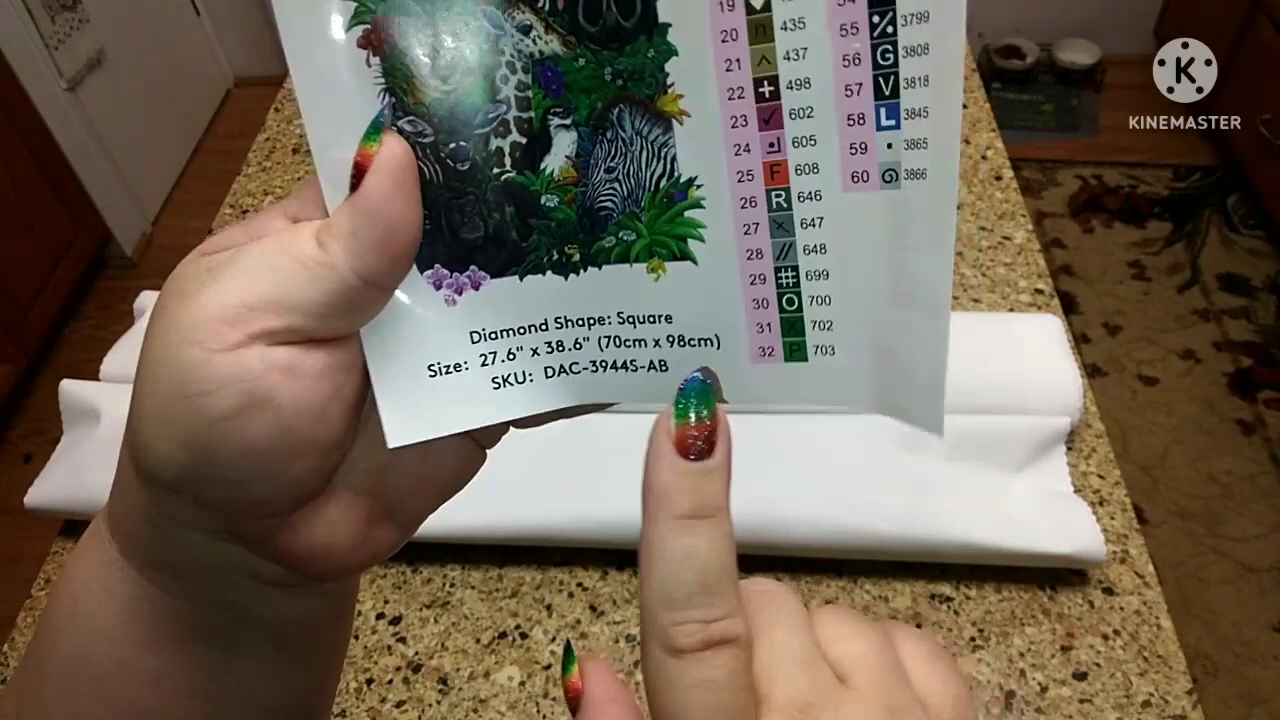 19
20 n 435
21 ^ 437
22 + 498
23 ✓ 602
24 605
25 F 608
26 R 646
27 647
28 // 648
29 # 699
30 O 700
31 X 702
32 P 703
55 ٪ 3799
56 G 3808
57 V 3818
58 L 3845
59 3865
60 3866
Diamond Shape: Square
Size: 27.6" x 38.6" (70cm x 98cm)
SKU: DAC-3944S-AB
K
KINEMASTER